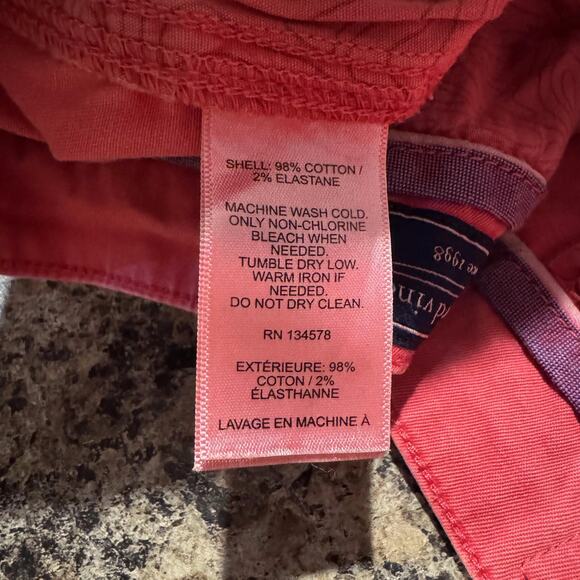 SHELL: 98% COTTON /
2% ELASTANE
MACHINE WASH COLD.
ONLY NON-CHLORINE
BLEACH WHEN
NEEDED.
TUMBLE DRY LOW.
WARM IRON IF
NEEDED.
DO NOT DRY CLEAN.
RN 134578
EXTÉRIEURE: 98%
COTON / 2%
ÉLASTHANNE
LAVAGE EN MACHINE À
1998